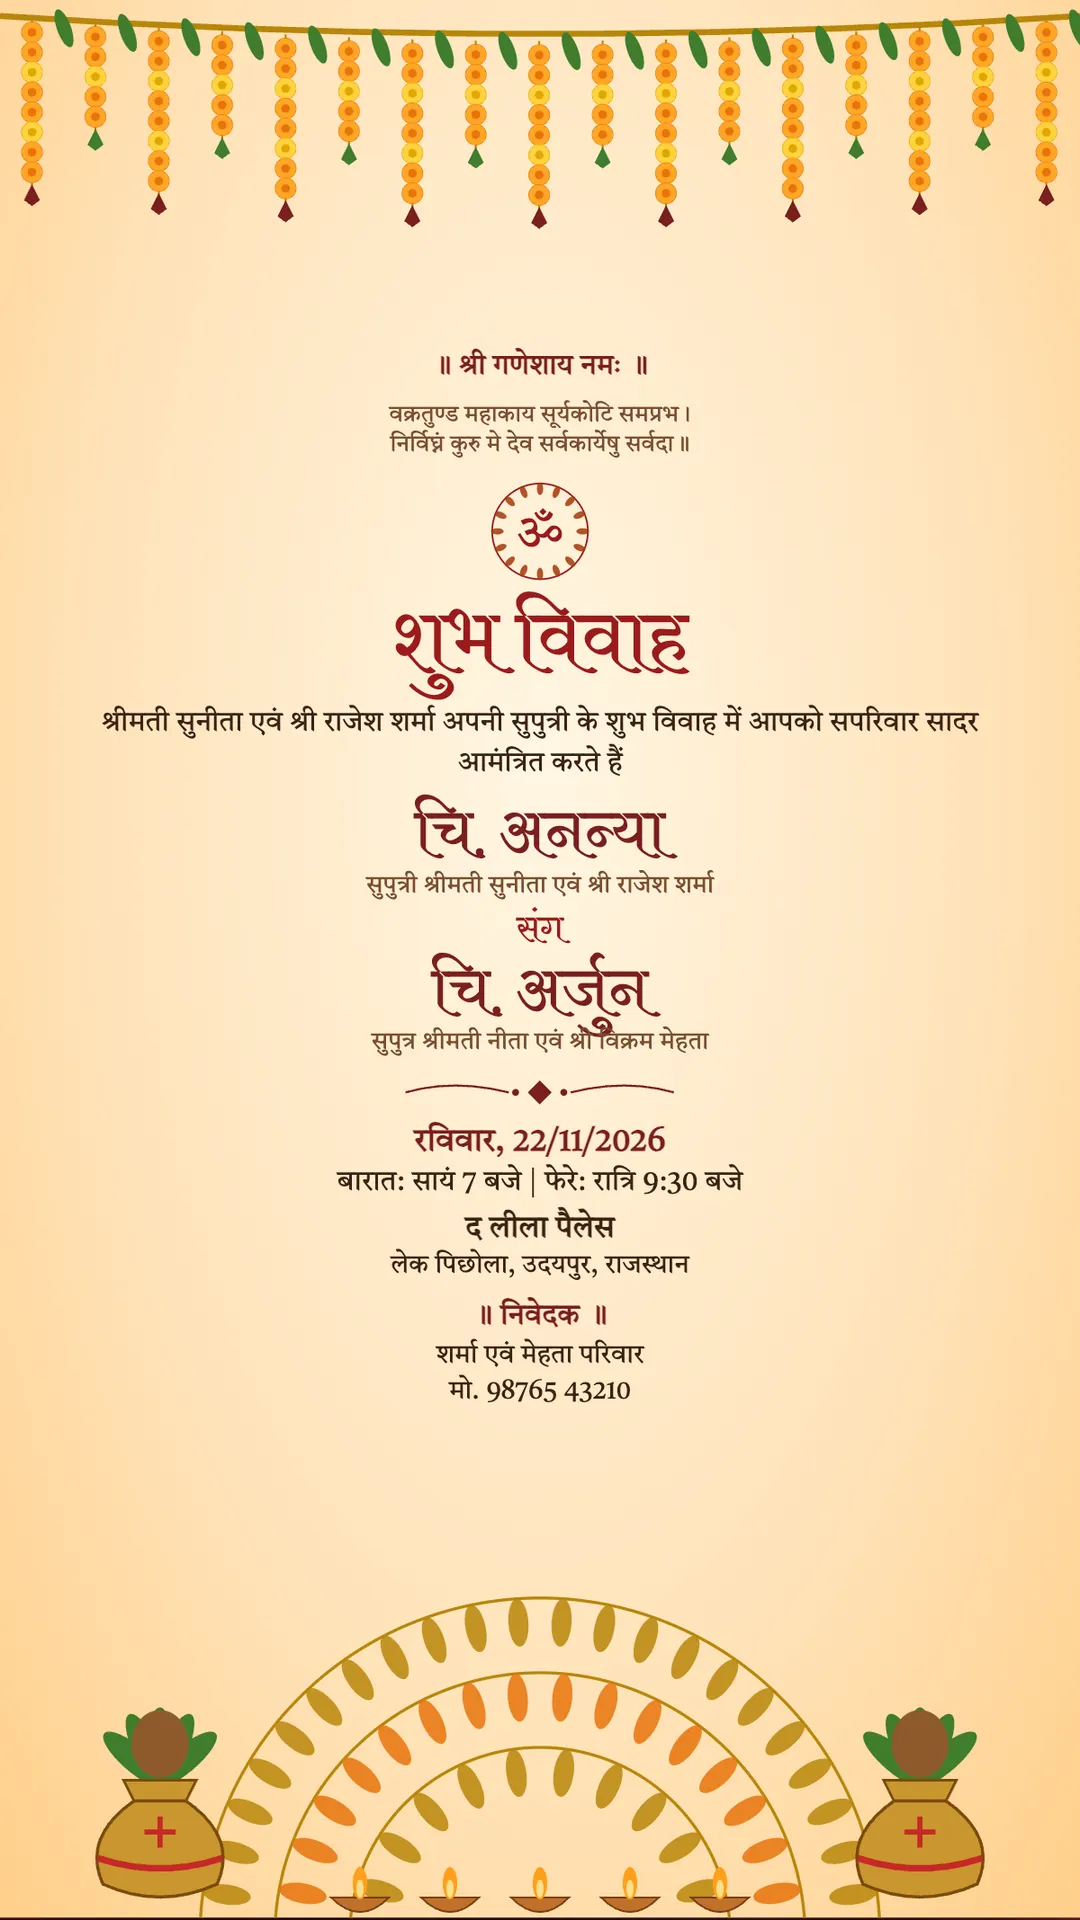 ॥ श्री गणेशाय नमः ॥
वक्रतुण्ड महाकाय सूर्यकोटि समप्रभ।
निर्विघ्नं कुरु मे देव सर्वकार्येषु सर्वदा॥
ॐ
शुभ विवाह
श्रीमती सुनीता एवं श्री राजेश शर्मा अपनी सुपुत्री के शुभ विवाह में आपको सपरिवार सादर
आमंत्रित करते हैं
चि. अनन्या
सुपुत्री श्रीमती सुनीता एवं श्री राजेश शर्मा
संग
चि. अर्जुन
सुपुत्र श्रीमती नीता एवं श्री विक्रम मेहता
रविवार, 22/11/2026
बारात: सायं 7 बजे | फेरे: रात्रि 9:30 बजे
द लीला पैलेस
लेक पिछोला, उदयपुर, राजस्थान
॥ निवेदक ॥
शर्मा एवं मेहता परिवार
मो. 98765 43210